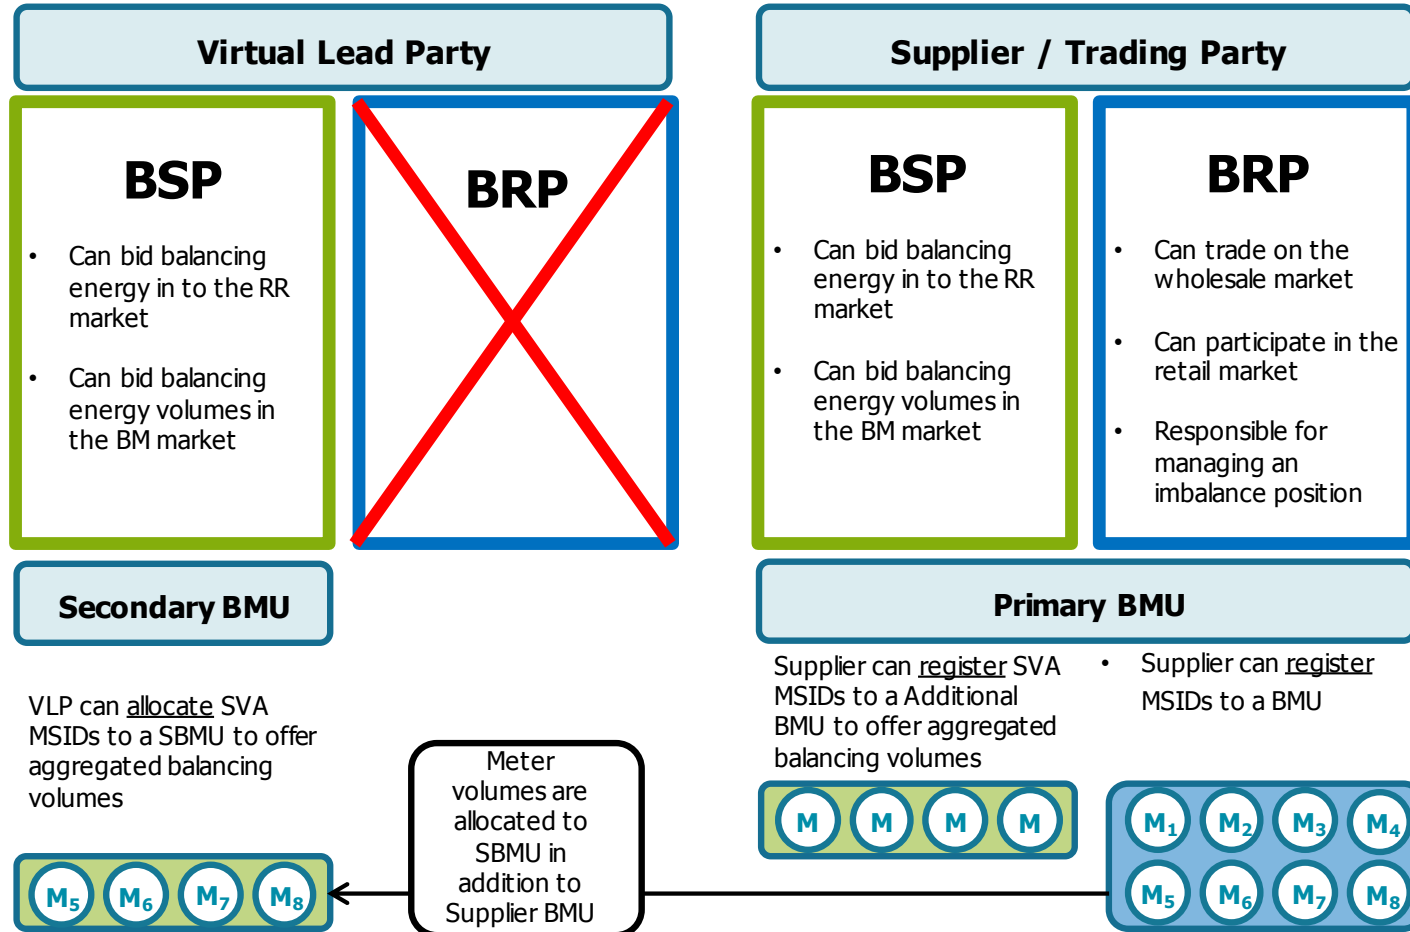 Virtual Lead Party
BSP
• Can bid balancing
energy in to the RR
market
• Can bid balancing
energy volumes in
the BM market
BRP
Secondary BMU
VLP can allocate SVA
MSIDs to a SBMU to offer
aggregated balancing
volumes
M₅ M₆ M₇ M₈
Meter
volumes are
allocated to
SBMU in
addition to
Supplier BMU
Supplier / Trading Party
BSP
• Can bid balancing
energy in to the RR
market
• Can bid balancing
energy volumes in
the BM market
BRP
• Can trade on the
wholesale market
• Can participate in the
retail market
• Responsible for
managing an
imbalance position
Primary BMU
Supplier can register SVA
MSIDs to a Additional
BMU to offer aggregated
balancing volumes
M M M M
• Supplier can register
MSIDs to a BMU
M₁ M₂ M₃ M₄
M₅ M₆ M₇ M₈